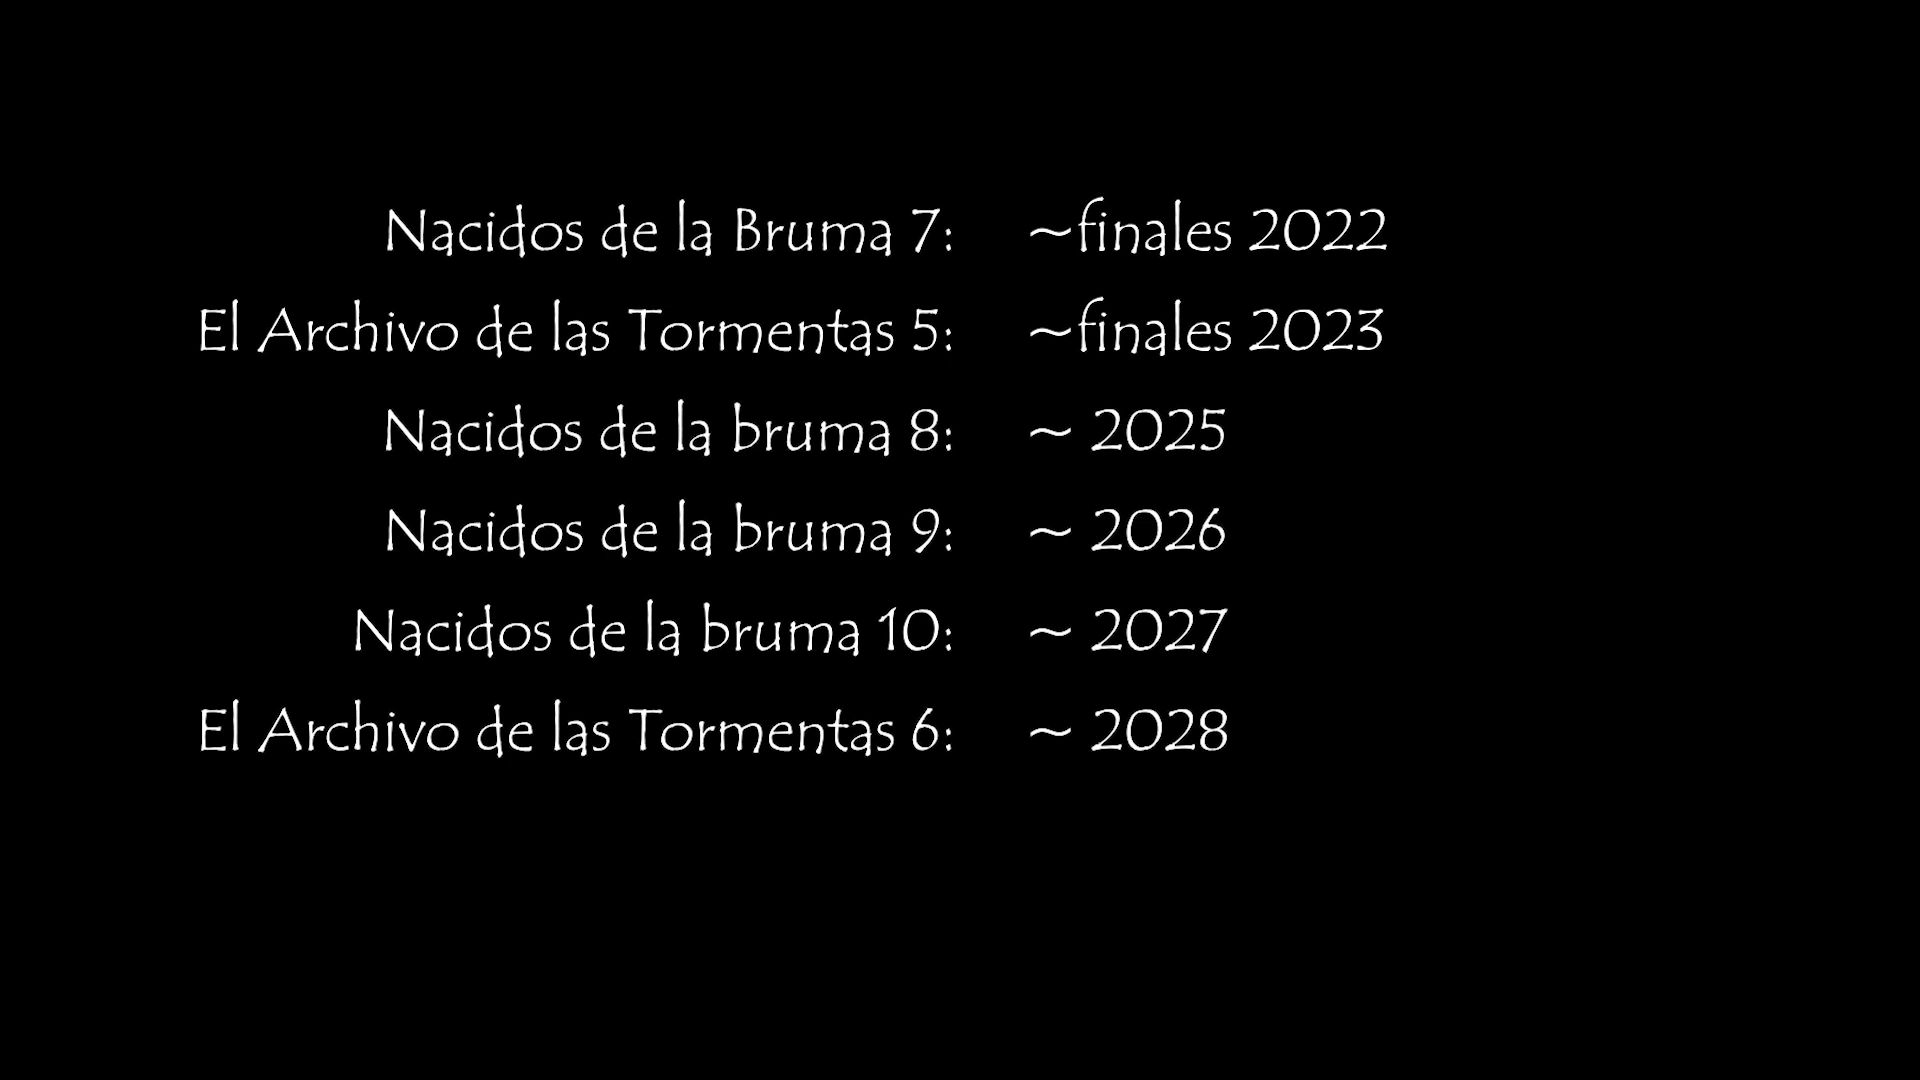 Nacidos de la Bruma 7: ~finales 2022
El Archivo de las Tormentas 5: ~finales 2023
Nacidos de la bruma 8: ~ 2025
Nacidos de la bruma 9: ~ 2026
Nacidos de la bruma 10: ~ 2027
El Archivo de las Tormentas 6: ~ 2028